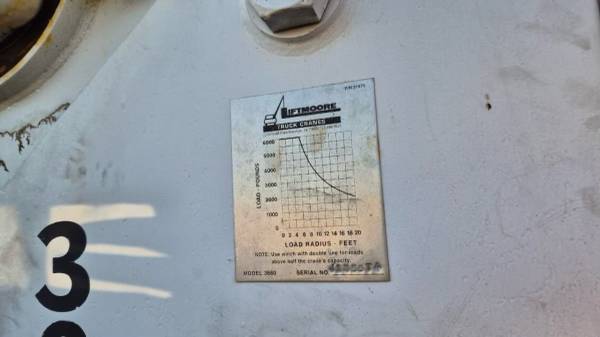 LIFTMOORE
TRUCK CRANES
LOAD - POUNDS
6000
5000
4000
3000
2000
1000
0
0 2 4 6 8 10 12 14 16 18 20
LOAD RADIUS - FEET
NOTE: Use winch with double line for loads
above half the crane's capacity.
MODEL 3660 SERIAL NO.
3